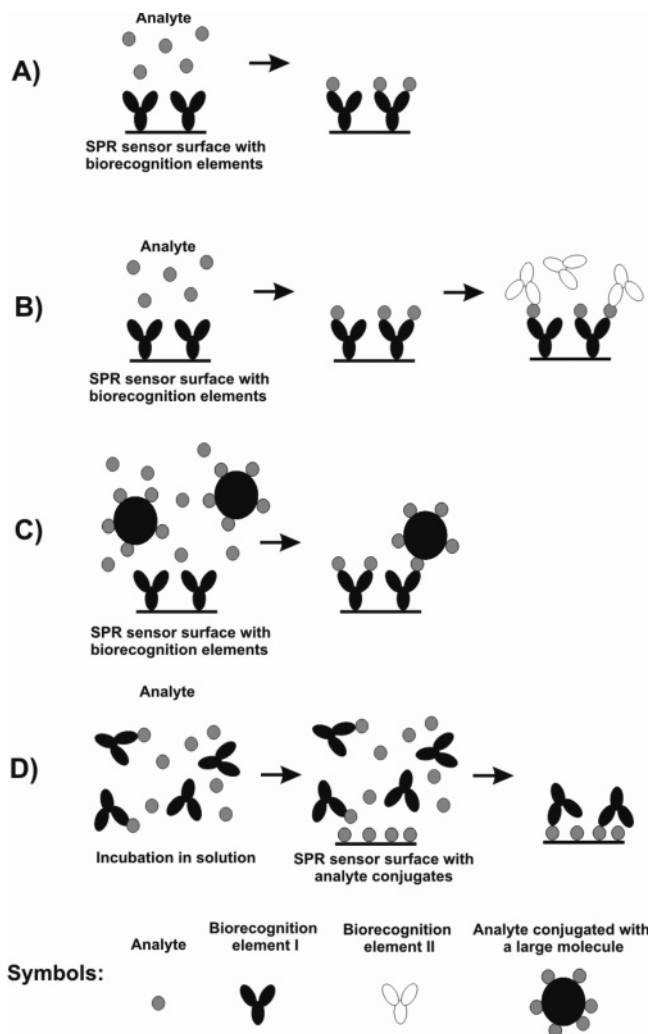 Analyte
A)
SPR sensor surface with
biorecognition elements
Analyte
B)
SPR sensor surface with
biorecognition elements
C)
SPR sensor surface with
biorecognition elements
Analyte
D)
Incubation in solution
SPR sensor surface with
analyte conjugates
Symbols:
Analyte
Biorecognition
element I
Biorecognition
element II
Analyte conjugated with
a large molecule